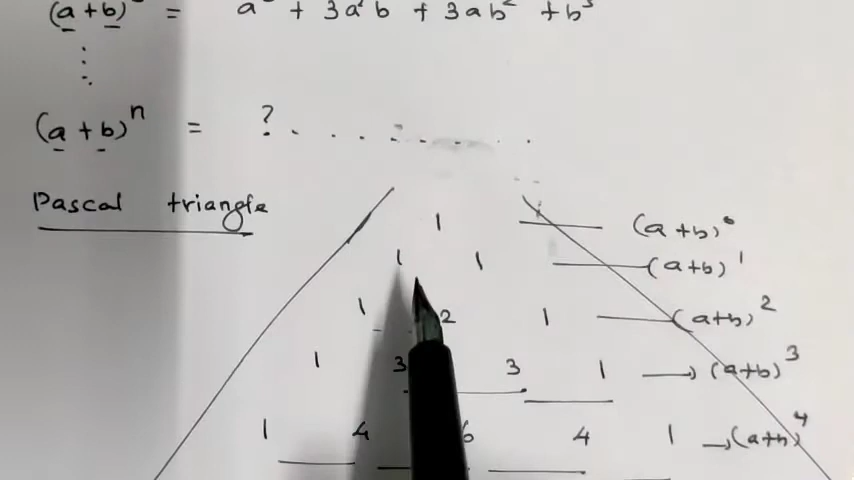 (a+b)³ = a³ + 3a²b + 3ab² + b³
(a+b)ⁿ = ?
Pascal triangle
1 (a+b)⁰
1 1 (a+b)¹
1 2 1 (a+b)²
1 3 3 1 → (a+b)³
1 4 6 4 1 → (a+b)⁴